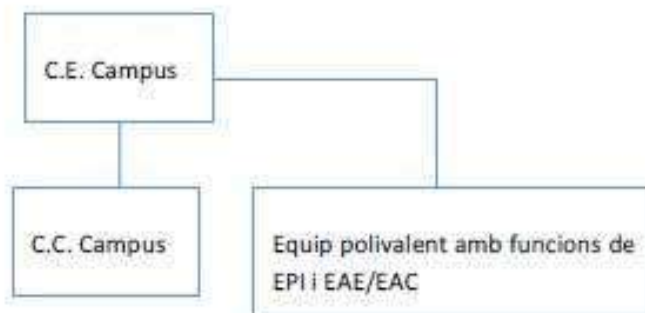 C.E. Campus
C.C. Campus
Equip polivalent amb funcions de
EPI i EAE/EAC